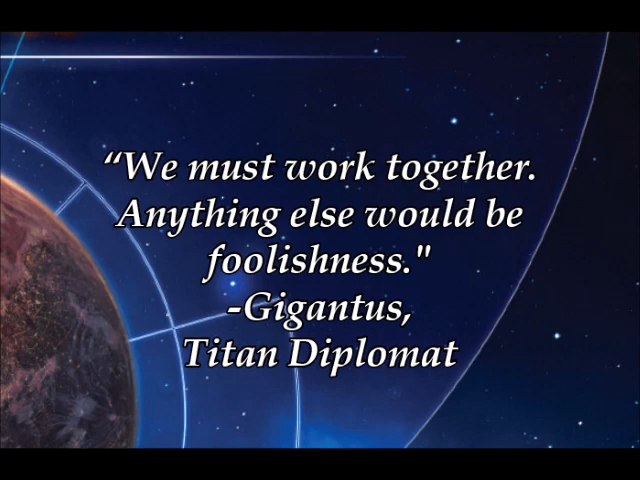 “We must work together.
Anything else would be
foolishness."
-Gigantus,
Titan Diplomat